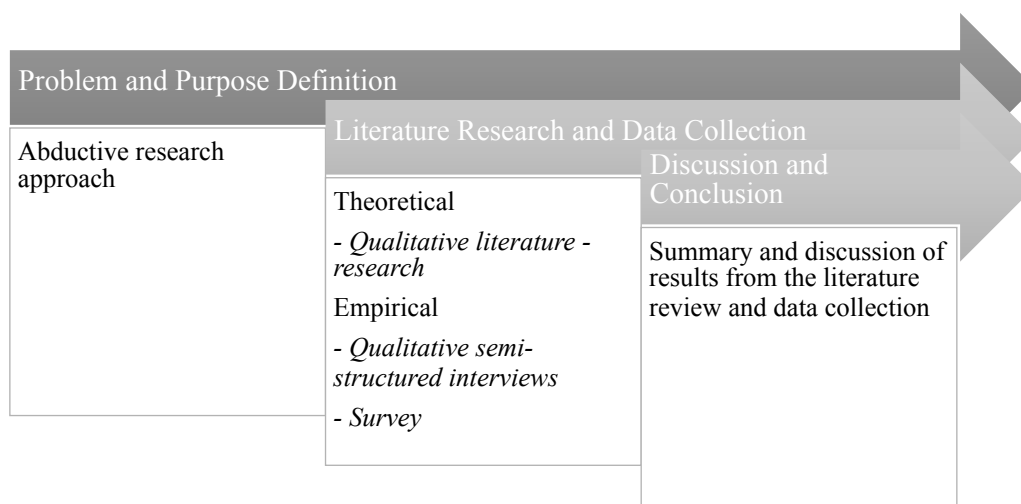 Problem and Purpose Definition
Abductive research
approach
Literature Research and Data Collection
Theoretical
- Qualitative literature -
research
Empirical
- Qualitative semi-
structured interviews
- Survey
Discussion and
Conclusion
Summary and discussion of
results from the literature
review and data collection